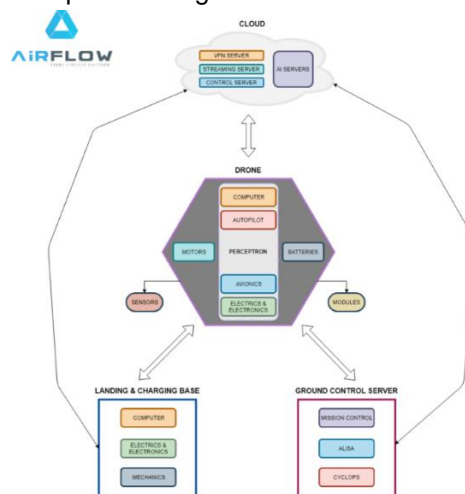 CLOUD
AiRFLOW
VPN SERVER
STREAMING SERVER
CONTROL SERVER
AI SERVERS
DRONE
COMPUTER
AUTOPILOT
MOTORS
PERCEPTRON
BATTERIES
AVIONICS
SENSORS
MODULES
ELECTRICS &
ELECTRONICS
LANDING & CHARGING BASE
GROUND CONTROL SERVER
COMPUTER
MISSION CONTROL
ELECTRICS &
ELECTRONICS
ALISA
MECHANICS
CYCLOPS